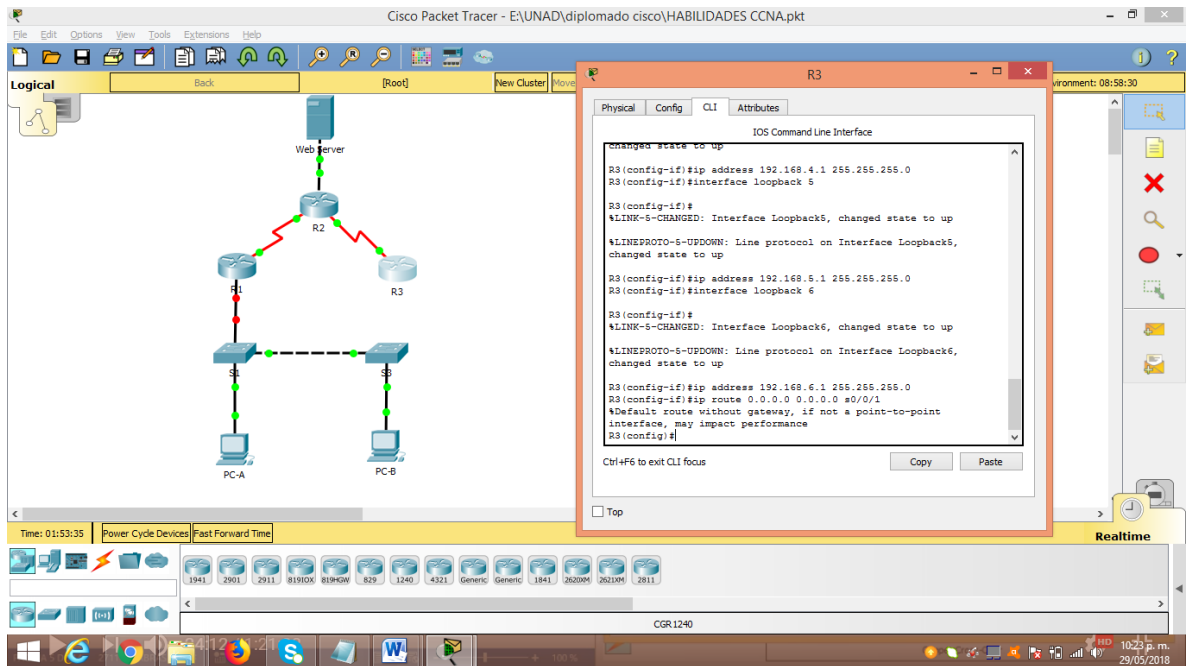 Cisco Packet Tracer - E:\UNAD\diplomado cisco\HABILIDADES CCNA.pkt
File Edit Options View Tools Extensions Help
Logical
Back
[Root]
New Cluster
Move
vironment: 08:58:30
Web Server
R2
R1
R3
S1
S3
PC-A
PC-B
R3
Physical Config CLI Attributes
IOS Command Line Interface
changed state to up
R3(config-if)#ip address 192.168.4.1 255.255.255.0
R3(config-if)#interface loopback 5
R3(config-if)#
%LINK-5-CHANGED: Interface Loopback5, changed state to up
%LINEPROTO-5-UPDOWN: Line protocol on Interface Loopback5,
changed state to up
R3(config-if)#ip address 192.168.5.1 255.255.255.0
R3(config-if)#interface loopback 6
R3(config-if)#
%LINK-5-CHANGED: Interface Loopback6, changed state to up
%LINEPROTO-5-UPDOWN: Line protocol on Interface Loopback6,
changed state to up
R3(config-if)#ip address 192.168.6.1 255.255.255.0
R3(config-if)#ip route 0.0.0.0 0.0.0.0 s0/0/1
%Default route without gateway, if not a point-to-point
interface, may impact performance
R3(config)#
Ctrl+F6 to exit CLI focus
Copy
Paste
Top
Time: 01:53:35
Power Cycle Devices
Fast Forward Time
Realtime
1941 2901 2911 819IOX 819HGW 829 1240 4321 Generic Generic 1841 2620XM 2621XM 2811
CGR1240
100%
HD
10:23 p. m.
29/05/2018